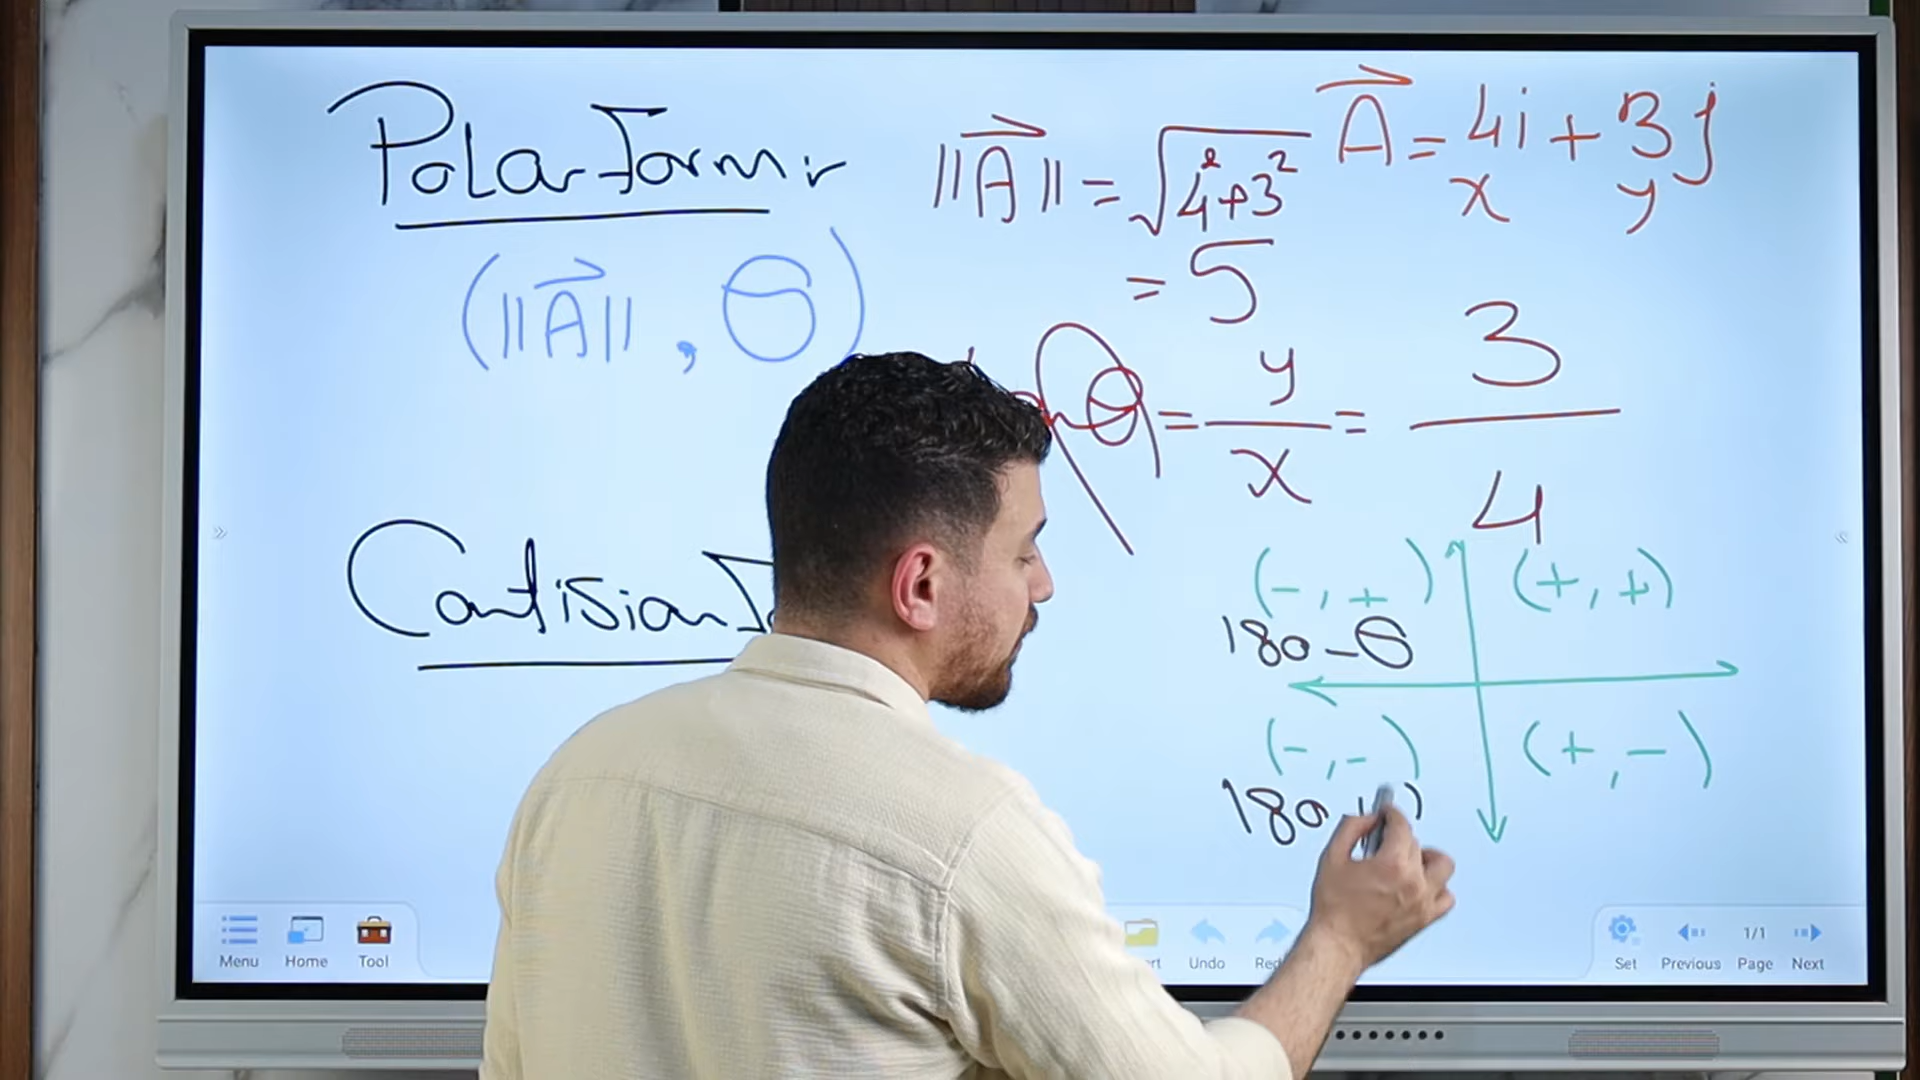 Polar Form :-
(||A||, θ)
A = 4i + 3j
x y
||A|| = √4²+3²
= 5
θ = y/x = 3/4
(-, +) (+, +)
180 - θ
(-, -) (+, -)
180
Cartisian
Menu Home Tool
Undo
Set Previous 1/1 Page Next